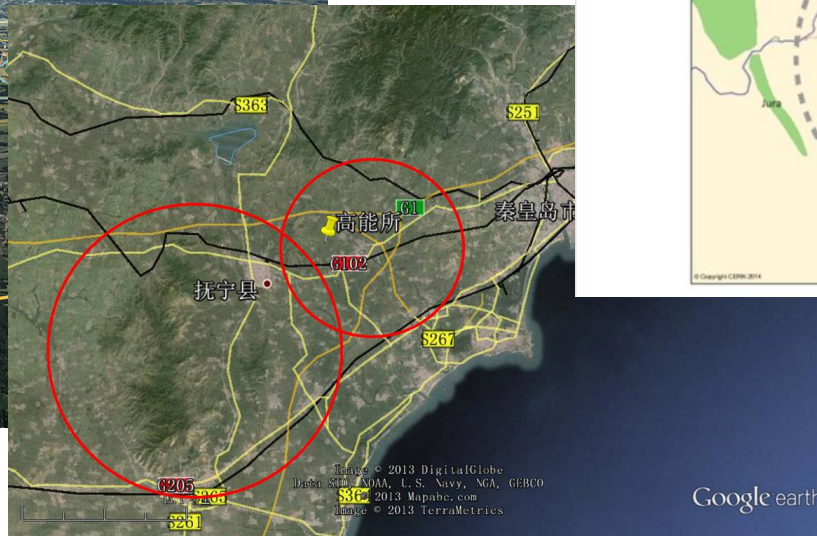 S363
S251
G1
秦皇岛市
高能所
G102
抚宁县
S267
G205
S261
Image © 2013 DigitalGlobe
Data SIO, NOAA, U.S. Navy, NGA, GEBCO
© 2013 Mapabc.com
Image © 2013 TerraMetrics
Google earth
Jura
© Copyright CERN 2014